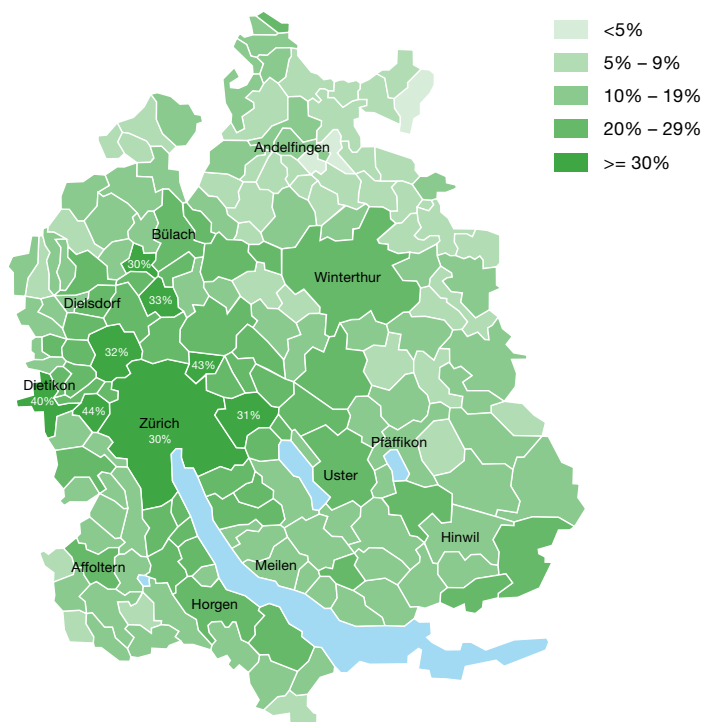 <5%
5% – 9%
10% – 19%
20% – 29%
>= 30%
Andelfingen
Bülach
30%
Winterthur
Dielsdorf
33%
32%
43%
Dietikon
40%
44%
Zürich
30%
31%
Pfäffikon
Uster
Hinwil
Affoltern
Meilen
Horgen